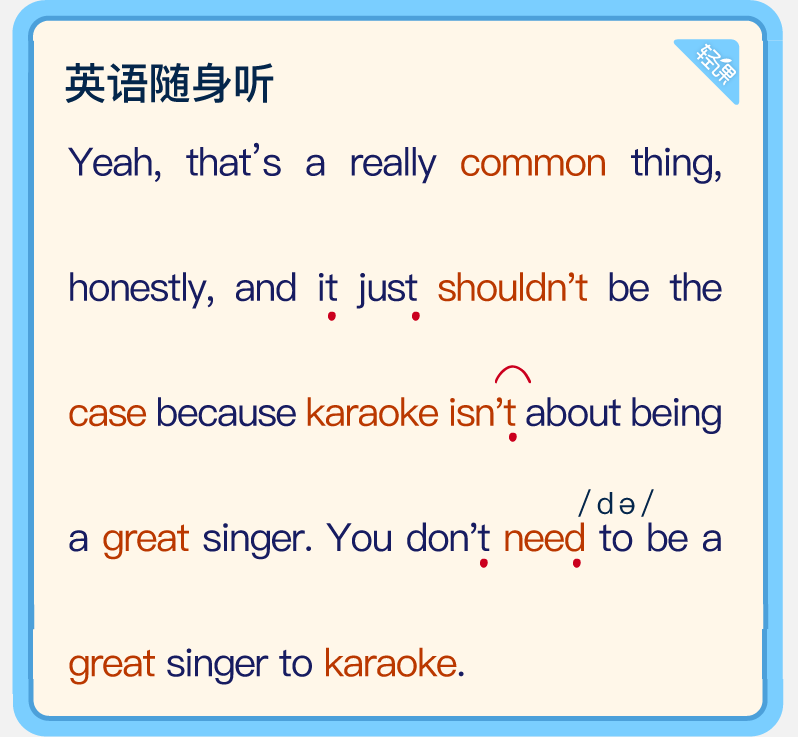 英语随身听
轻课
Yeah, that’s a really common thing,
honestly, and it just shouldn’t be the
case because karaoke isn’t about being
/də/
a great singer. You don’t need to be a
great singer to karaoke.